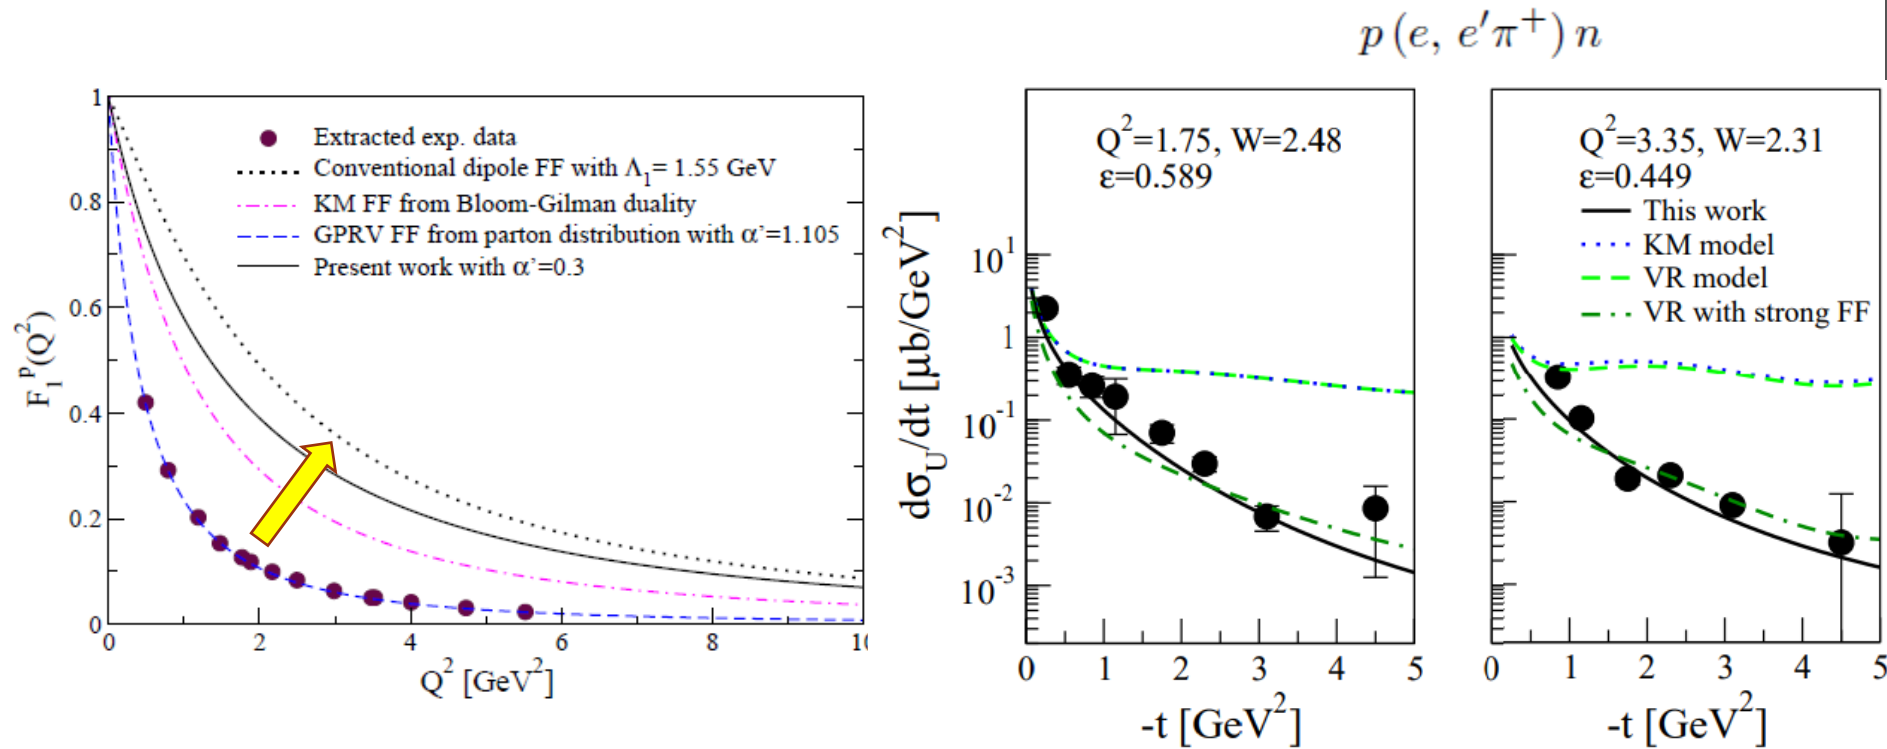 p (e, e′π⁺) n
1
0.8
0.6
0.4
0.2
0
F₁ᵖ(Q²)
Extracted exp. data
Conventional dipole FF with Λ₁= 1.55 GeV
KM FF from Bloom-Gilman duality
GPRV FF from parton distribution with α’=1.105
Present work with α’=0.3
0 2 4 6 8 10
Q² [GeV²]
dσ_U/dt [μb/GeV²]
10¹
1
10⁻¹
10⁻²
10⁻³
Q²=1.75, W=2.48
ε=0.589
0 1 2 3 4 5
-t [GeV²]
Q²=3.35, W=2.31
ε=0.449
This work
KM model
VR model
VR with strong FF
0 1 2 3 4 5
-t [GeV²]